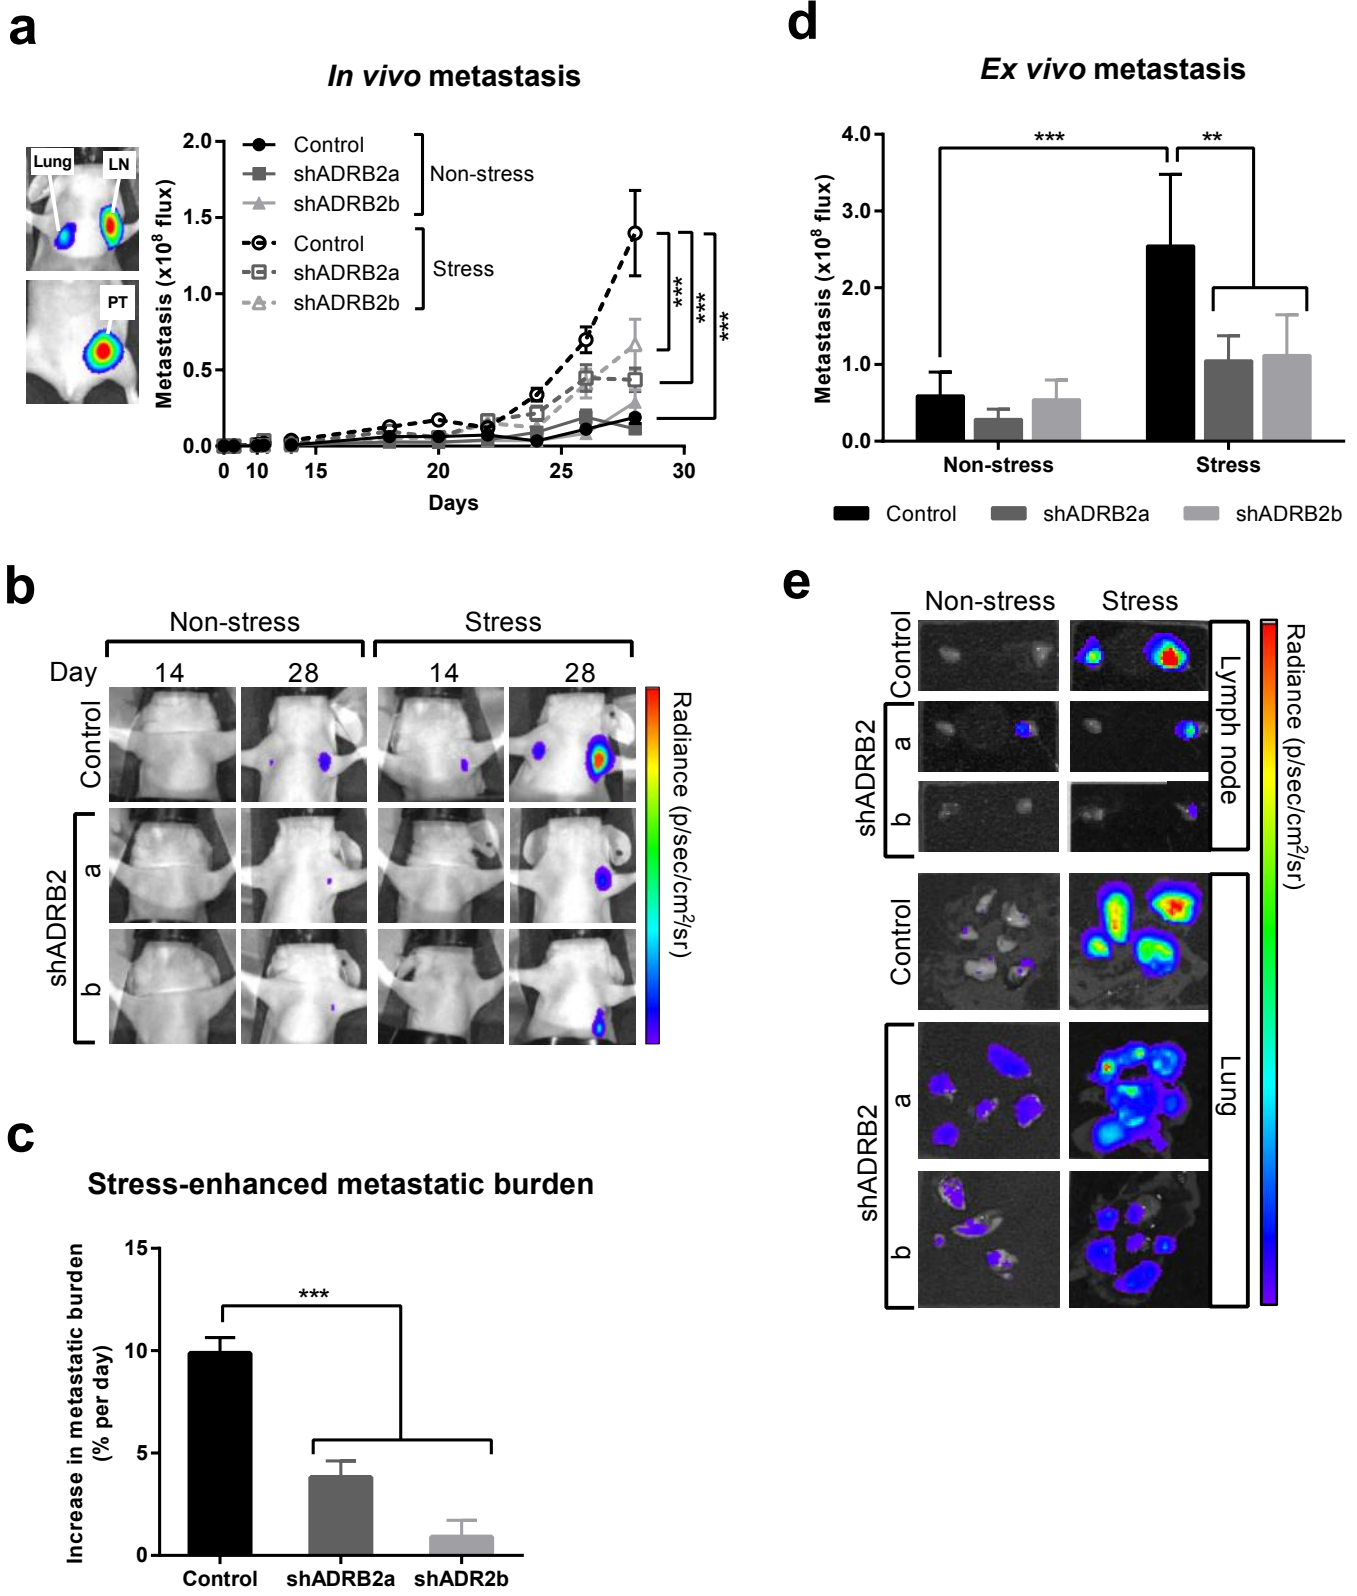 a
In vivo metastasis
Lung
LN
PT
Metastasis (x10⁸ flux)
2.0
1.5
1.0
0.5
0.0
0 10 15 20 25 30
Days
Control
shADRB2a
shADRB2b
Non-stress
Control
shADRB2a
shADRB2b
Stress
***
***
***
d
Ex vivo metastasis
Metastasis (x10⁸ flux)
4.0
3.0
2.0
1.0
0.0
***
**
Non-stress Stress
Control shADRB2a shADRB2b
b
Non-stress Stress
Day 14 28 14 28
Control
shADRB2
a
b
Radiance (p/sec/cm²/sr)
e
Non-stress Stress
Control
shADRB2
a
b
Lymph node
Control
shADRB2
a
b
Lung
Radiance (p/sec/cm²/sr)
c
Stress-enhanced metastatic burden
Increase in metastatic burden
(% per day)
15
10
5
0
***
Control shADRB2a shADR2b